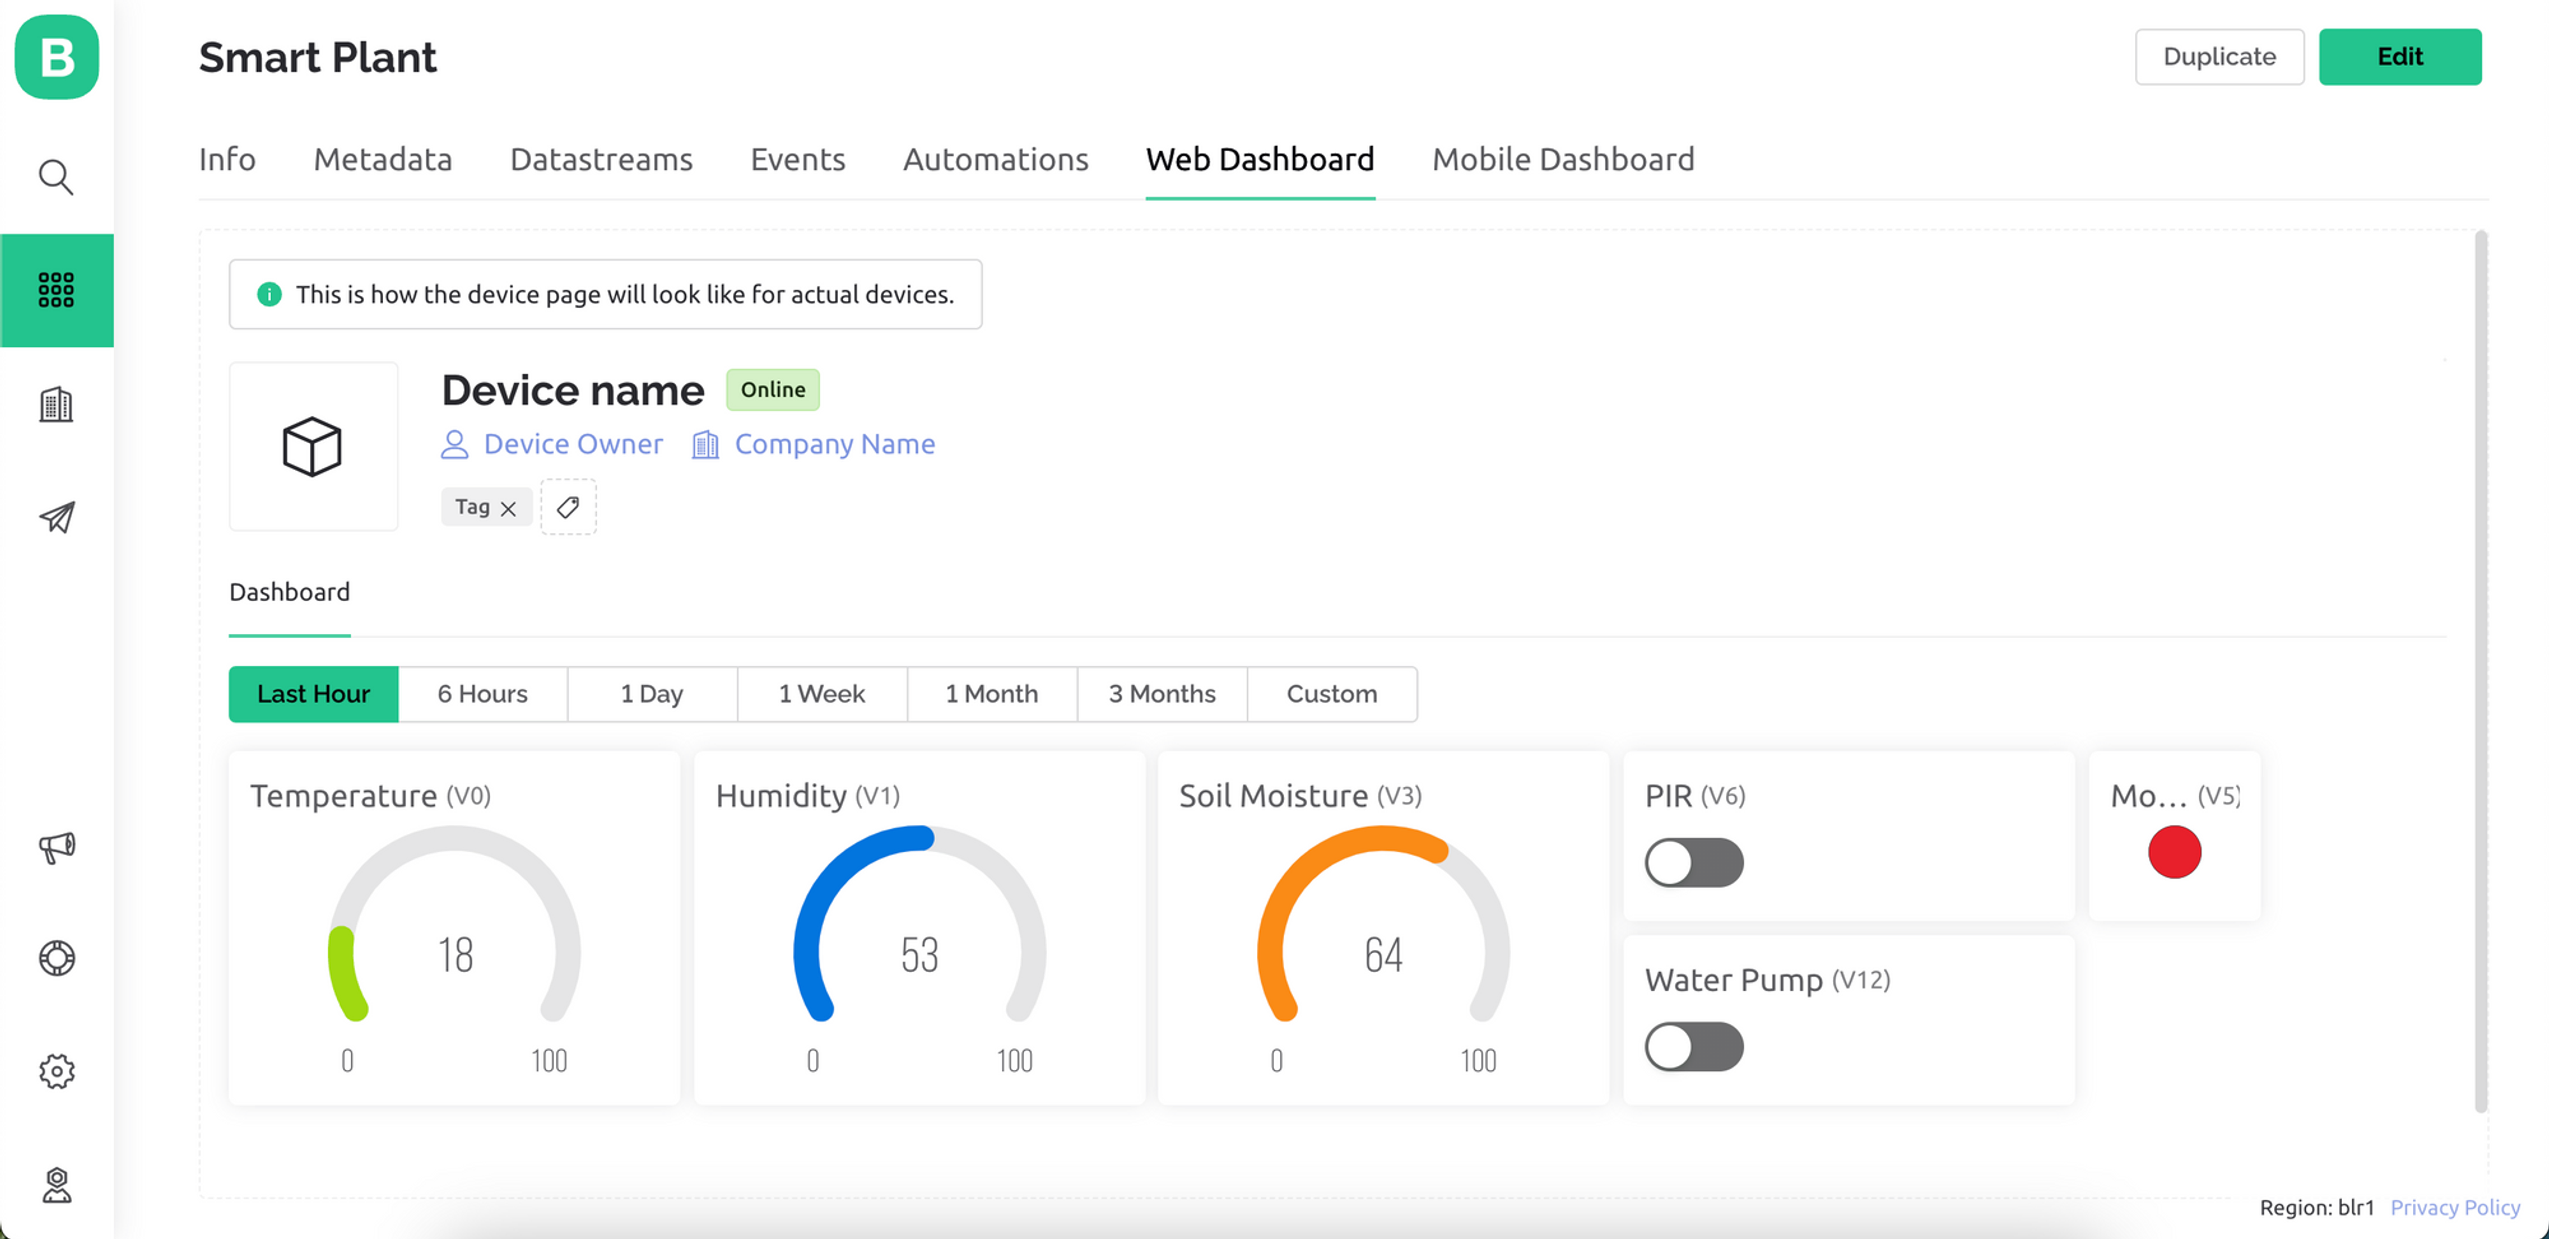 B
Smart Plant
Duplicate
Edit
Info Metadata Datastreams Events Automations Web Dashboard Mobile Dashboard
This is how the device page will look like for actual devices.
Device name Online
Device Owner Company Name
Tag
Dashboard
Last Hour 6 Hours 1 Day 1 Week 1 Month 3 Months Custom
Temperature (V0)
18
0 100
Humidity (V1)
53
0 100
Soil Moisture (V3)
64
0 100
PIR (V6)
Mo... (V5)
Water Pump (V12)
Region: blr1 Privacy Policy